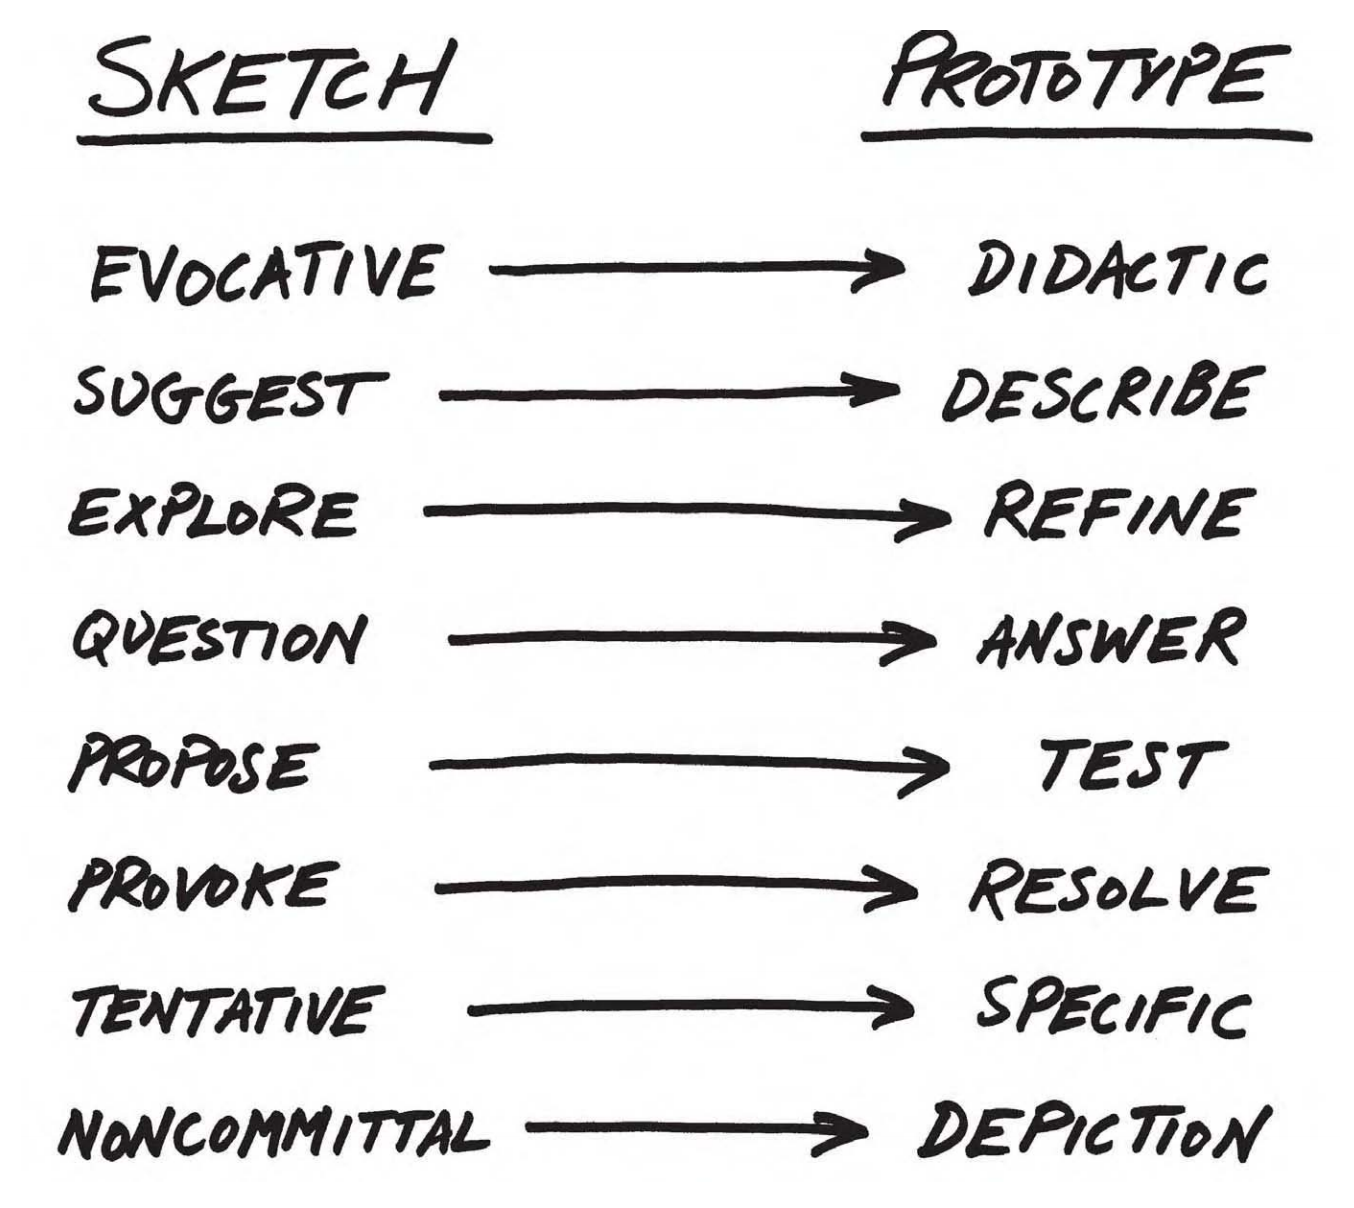 SKETCH PROTOTYPE
EVOCATIVE DIDACTIC
SUGGEST DESCRIBE
EXPLORE REFINE
QUESTION ANSWER
PROPOSE TEST
PROVOKE RESOLVE
TENTATIVE SPECIFIC
NONCOMMITTAL DEPICTION